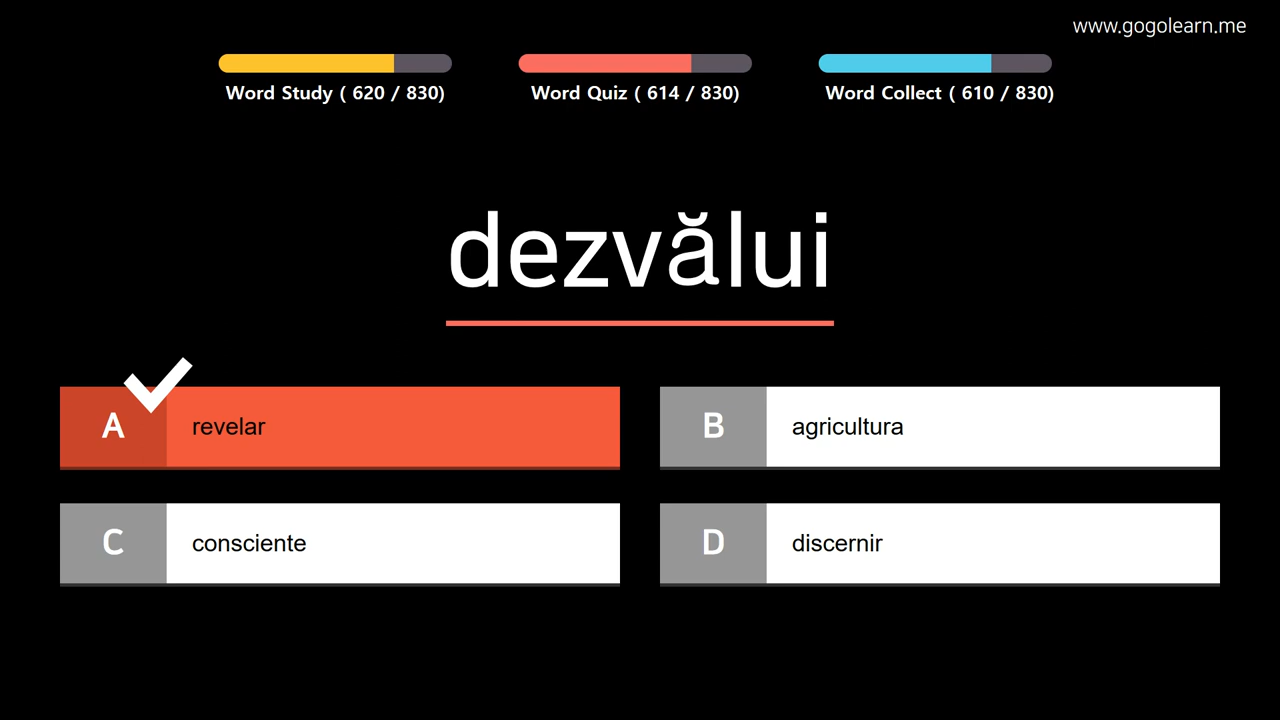 www.gogolearn.me
Word Study ( 620 / 830)
Word Quiz ( 614 / 830)
Word Collect ( 610 / 830)
dezvălui
A revelar
B agricultura
C consciente
D discernir